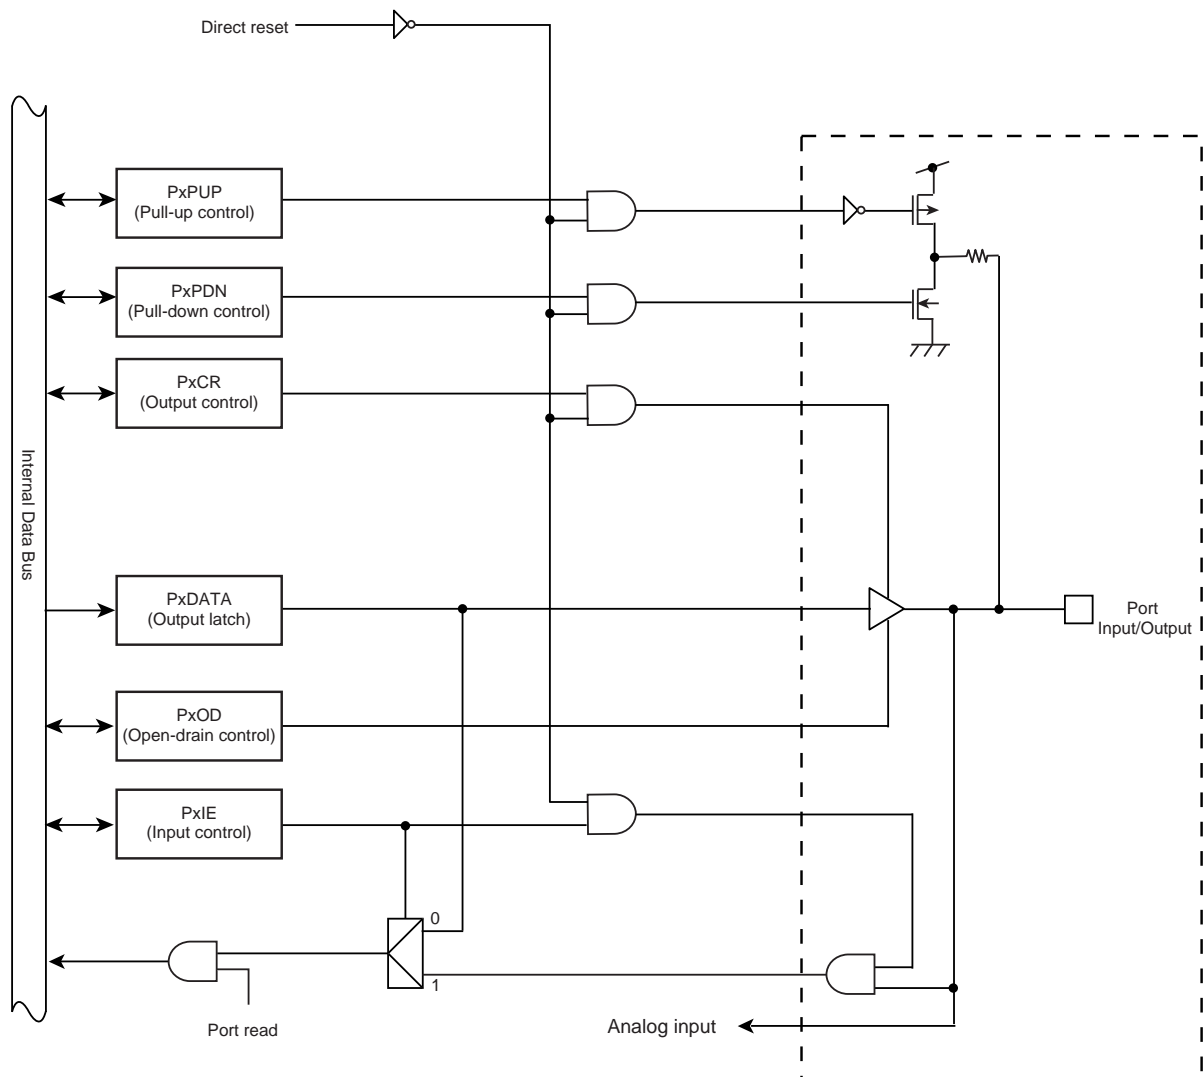 Direct reset
PxPUP
(Pull-up control)
PxPDN
(Pull-down control)
PxCR
(Output control)
Internal Data Bus
PxDATA
(Output latch)
Port
Input/Output
PxOD
(Open-drain control)
PxIE
(Input control)
0
1
Port read
Analog input